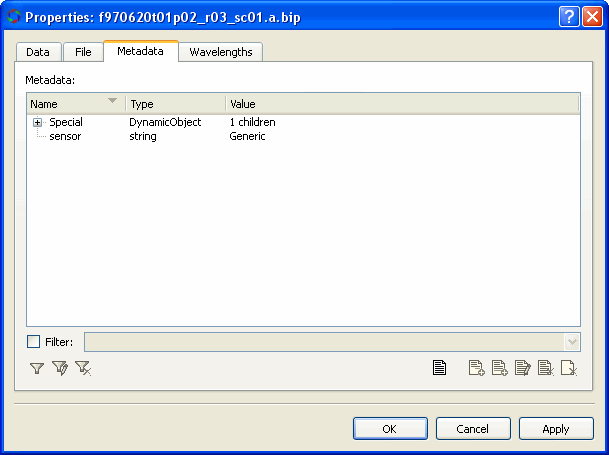 Properties: f970620t01p02_r03_sc01.a.bip
Data File Metadata Wavelengths
Metadata:
Name Type Value
Special DynamicObject 1 children
sensor string Generic
Filter:
OK Cancel Apply